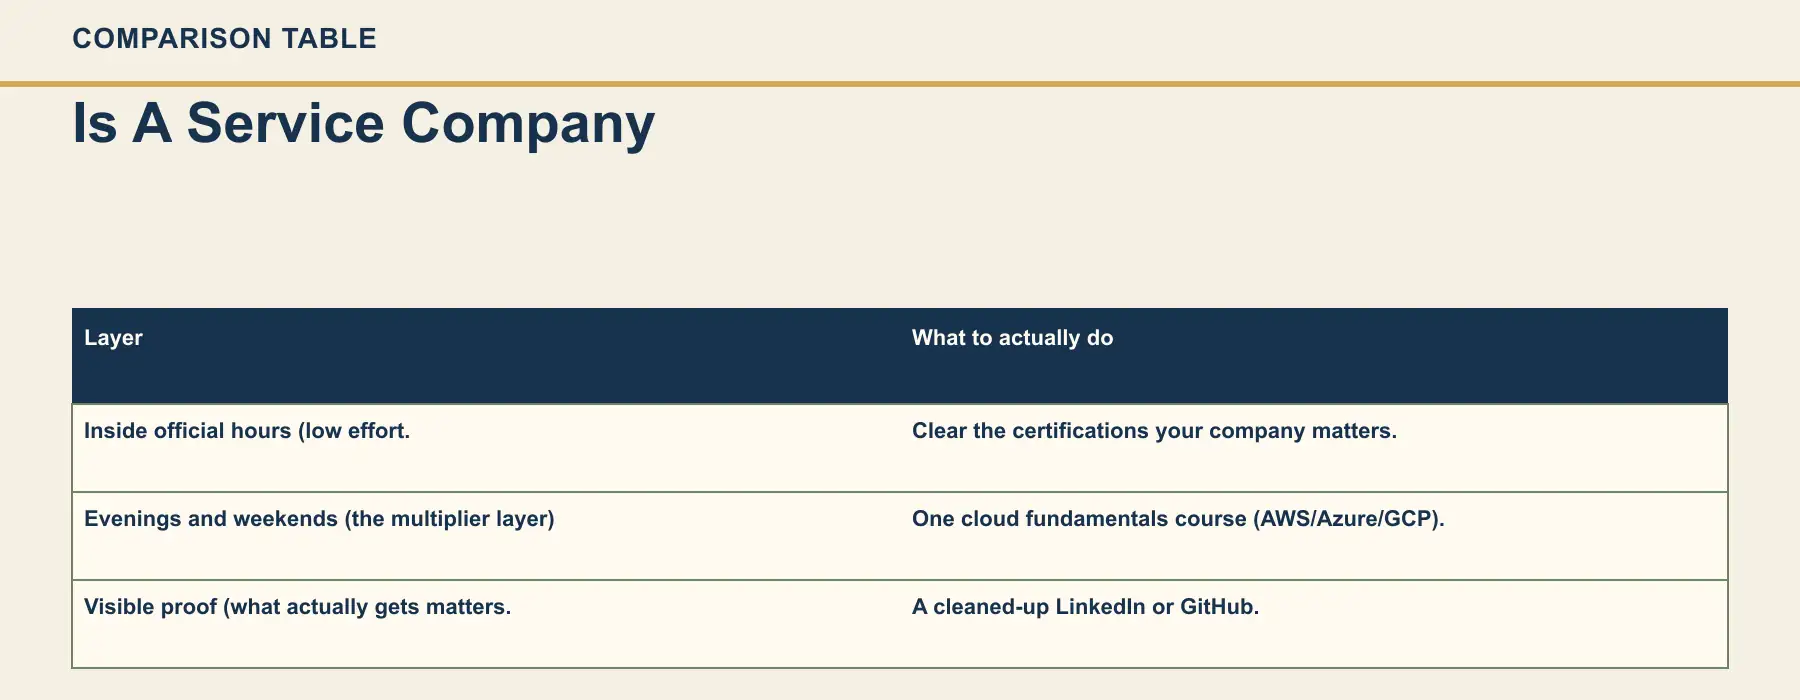 COMPARISON TABLE
Is A Service Company
Layer
What to actually do
Inside official hours (low effort.
Clear the certifications your company matters.
Evenings and weekends (the multiplier layer)
One cloud fundamentals course (AWS/Azure/GCP).
Visible proof (what actually gets matters.
A cleaned-up LinkedIn or GitHub.